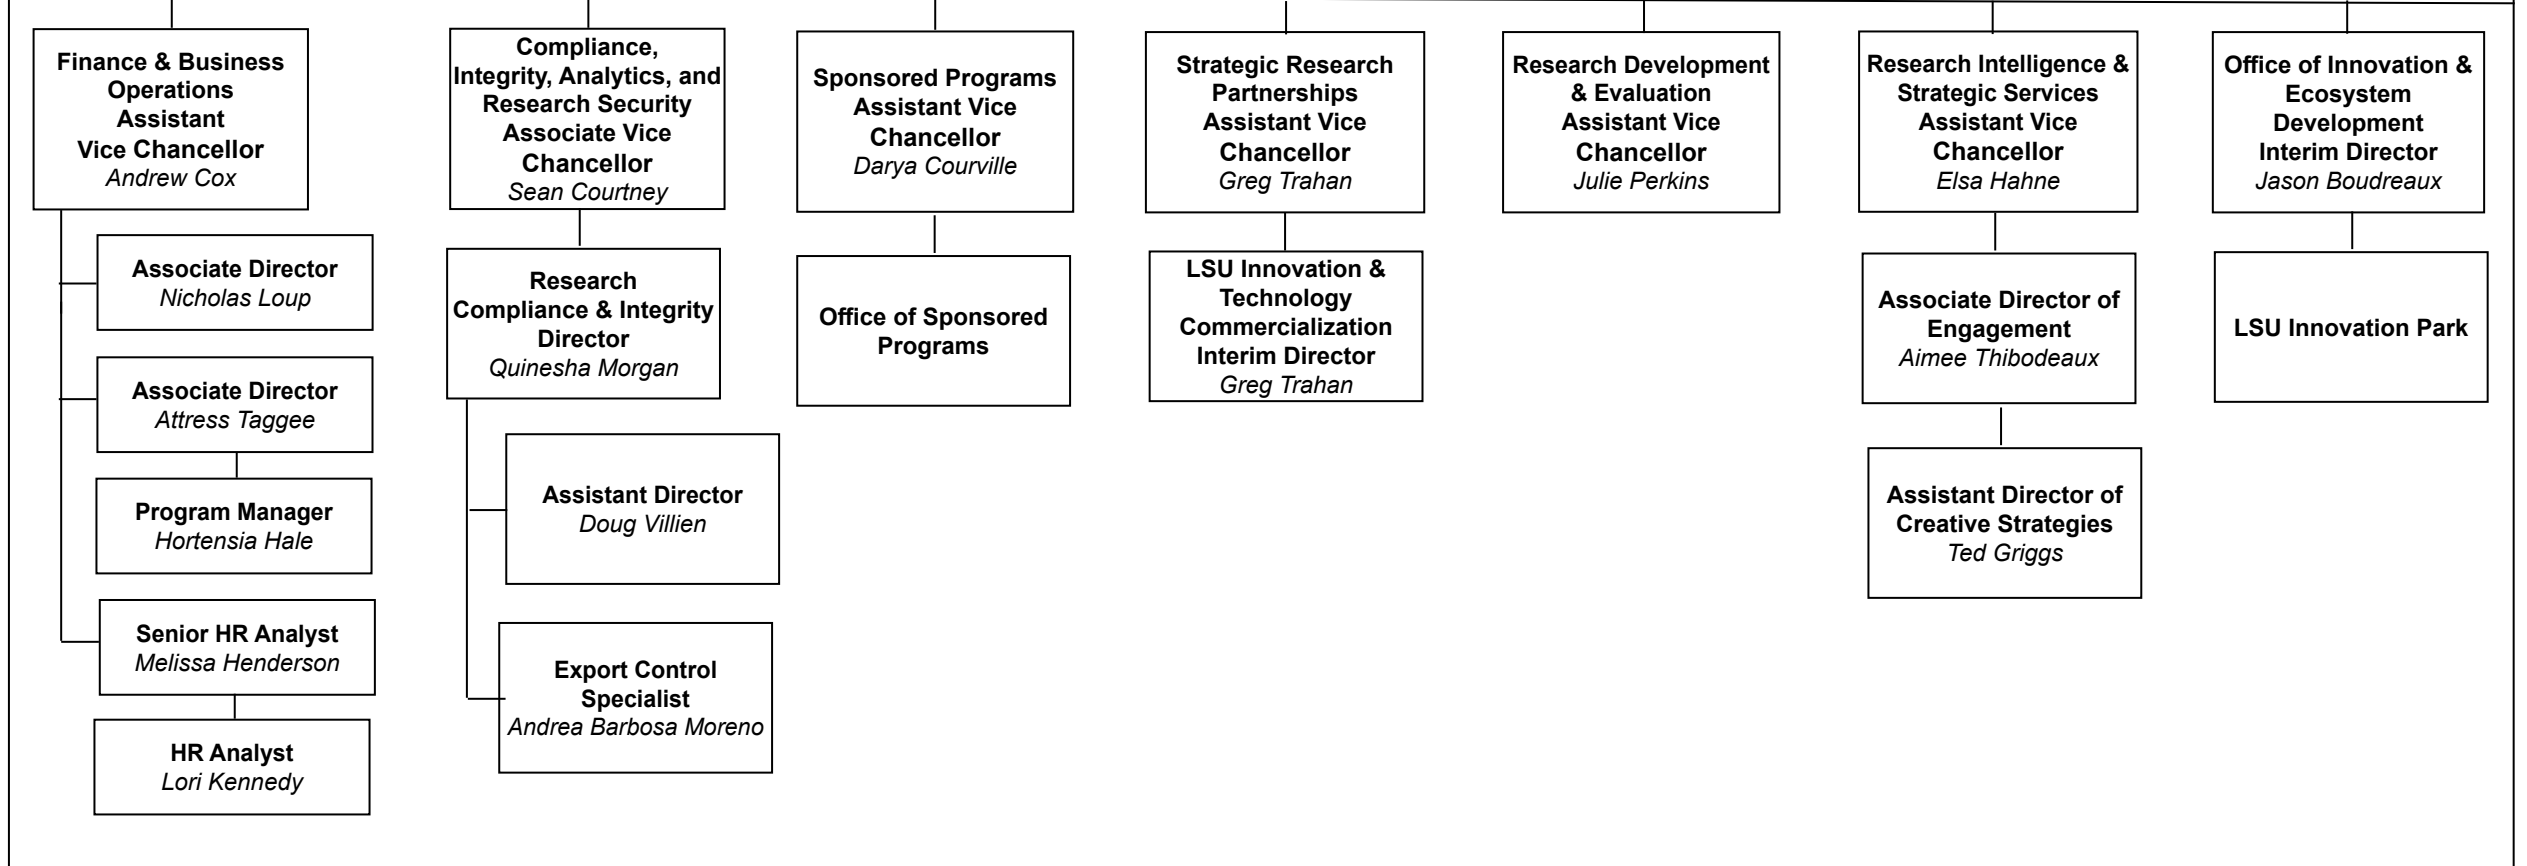 Finance & Business
Operations
Assistant
Vice Chancellor
Andrew Cox
Associate Director
Nicholas Loup
Associate Director
Attress Taggee
Program Manager
Hortensia Hale
Senior HR Analyst
Melissa Henderson
HR Analyst
Lori Kennedy
Compliance,
Integrity, Analytics, and
Research Security
Associate Vice
Chancellor
Sean Courtney
Research
Compliance & Integrity
Director
Quinesha Morgan
Assistant Director
Doug Villien
Export Control
Specialist
Andrea Barbosa Moreno
Sponsored Programs
Assistant Vice
Chancellor
Darya Courville
Office of Sponsored
Programs
Strategic Research
Partnerships
Assistant Vice
Chancellor
Greg Trahan
LSU Innovation &
Technology
Commercialization
Interim Director
Greg Trahan
Research Development
& Evaluation
Assistant Vice
Chancellor
Julie Perkins
Research Intelligence &
Strategic Services
Assistant Vice
Chancellor
Elsa Hahne
Associate Director of
Engagement
Aimee Thibodeaux
Assistant Director of
Creative Strategies
Ted Griggs
Office of Innovation &
Ecosystem
Development
Interim Director
Jason Boudreaux
LSU Innovation Park